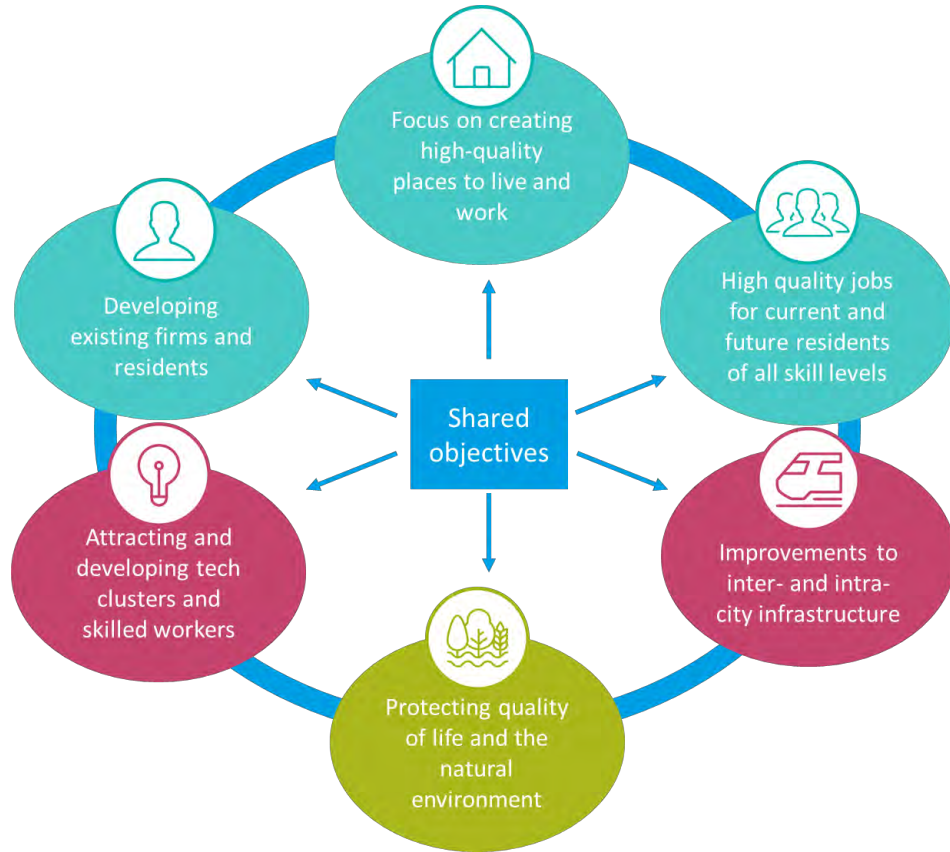 Focus on creating
high-quality
places to live and
work
Developing
existing firms and
residents
High quality jobs
for current and
future residents
of all skill levels
Shared
objectives
Attracting and
developing tech
clusters and
skilled workers
Improvements to
inter- and intra-
city infrastructure
Protecting quality
of life and the
natural
environment